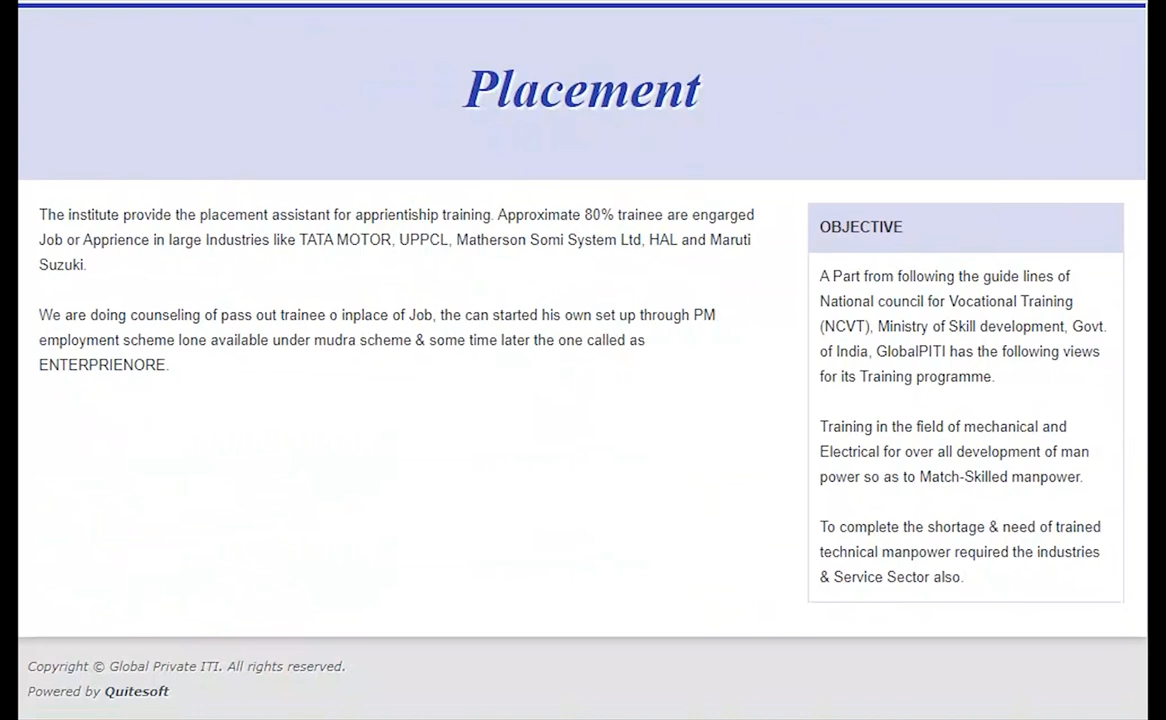 Placement
The institute provide the placement assistant for apprientiship training. Approximate 80% trainee are engarged
Job or Apprience in large Industries like TATA MOTOR, UPPCL, Matherson Somi System Ltd, HAL and Maruti
Suzuki.
We are doing counseling of pass out trainee o inplace of Job, the can started his own set up through PM
employment scheme lone available under mudra scheme & some time later the one called as
ENTERPRIENORE.
OBJECTIVE
A Part from following the guide lines of
National council for Vocational Training
(NCVT), Ministry of Skill development, Govt.
of India, GlobalPITI has the following views
for its Training programme.
Training in the field of mechanical and
Electrical for over all development of man
power so as to Match-Skilled manpower.
To complete the shortage & need of trained
technical manpower required the industries
& Service Sector also.
Copyright © Global Private ITI. All rights reserved.
Powered by Quitesoft